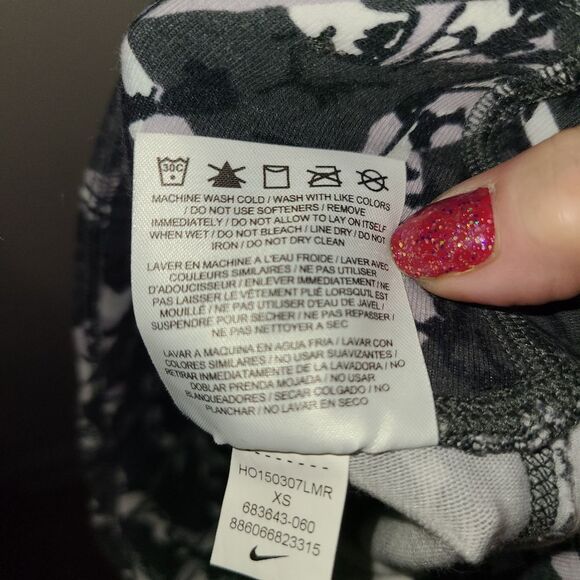 30C
MACHINE WASH COLD / WASH WITH LIKE COLORS
/ DO NOT USE SOFTENERS / REMOVE
IMMEDIATELY / DO NOT ALLOW TO LAY ON ITSELF
WHEN WET / DO NOT BLEACH / LINE DRY / DO NOT
IRON / DO NOT DRY CLEAN
LAVER EN MACHINE A L'EAU FROIDE / LAVER AVEC
COULEURS SIMILAIRES / NE PAS UTILISER
D'ADOUCISSEUR / ENLEVER IMMEDIATEMENT / NE
PAS LAISSER LE VÊTEMENT PLIÉ LORSQU'IL EST
MOUILLÉ / NE PAS UTILISER D'EAU DE JAVEL /
SUSPENDRE POUR SÉCHER / NE PAS REPASSER /
NE PAS NETTOYER A SEC
LAVAR A MAQUINA EN AGUA FRIA / LAVAR CON
COLORES SIMILARES / NO USAR SUAVIZANTES /
RETIRAR INMEDIATAMENTE DE LA LAVADORA / NO
DOBLAR PRENDA MOJADA / NO USAR
BLANQUEADORES / SECAR COLGADO / NO
PLANCHAR / NO LAVAR EN SECO
HO150307LMR
XS
683643-060
886066823315